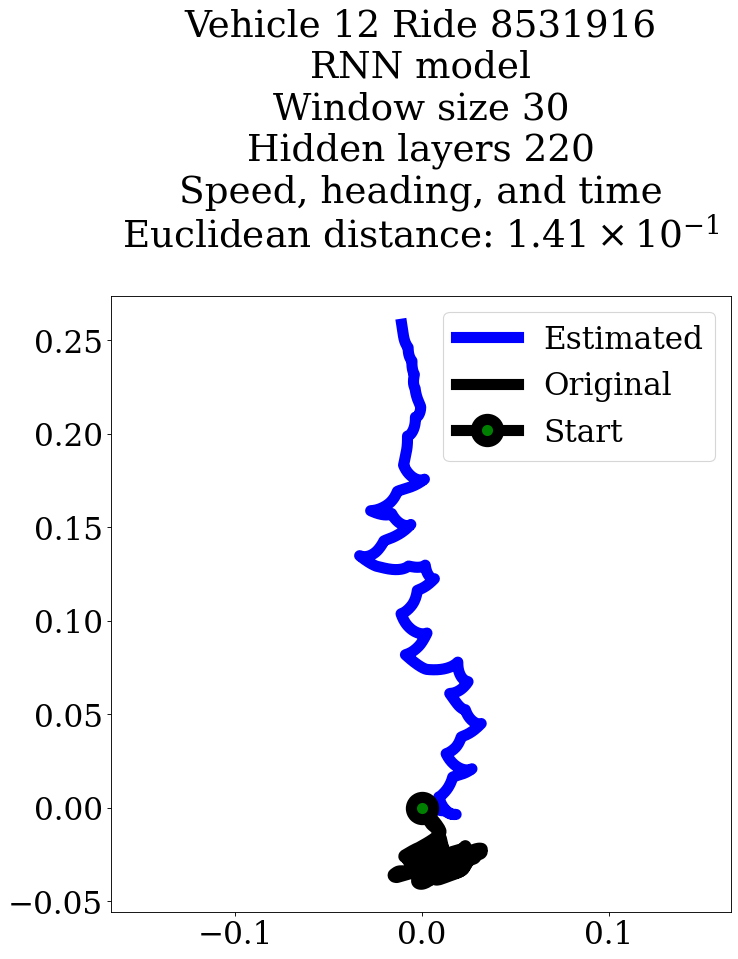 Vehicle 12 Ride 8531916
RNN model
Window size 30
Hidden layers 220
Speed, heading, and time
Euclidean distance: 1.41 × 10⁻¹
Estimated
Original
Start
0.25
0.20
0.15
0.10
0.05
0.00
−0.05
−0.1
0.0
0.1